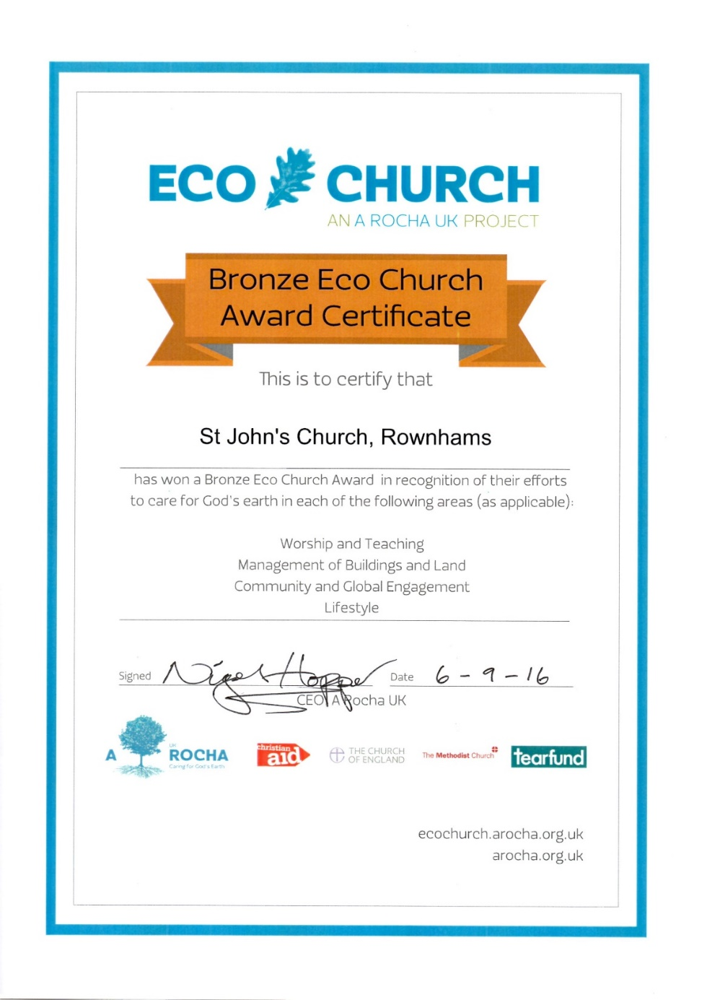 ECO CHURCH
AN A ROCHA UK PROJECT
Bronze Eco Church
Award Certificate
This is to certify that
St John's Church, Rownhams
has won a Bronze Eco Church Award in recognition of their efforts
to care for God's earth in each of the following areas (as applicable):
Worship and Teaching
Management of Buildings and Land
Community and Global Engagement
Lifestyle
Signed Nigel Hopper Date 6 - 9 - 16
CEO, A Rocha UK
A ROCHA UK
Caring for God's Earth
christian aid
THE CHURCH
OF ENGLAND
The Methodist Church
tearfund
ecochurch.arocha.org.uk
arocha.org.uk